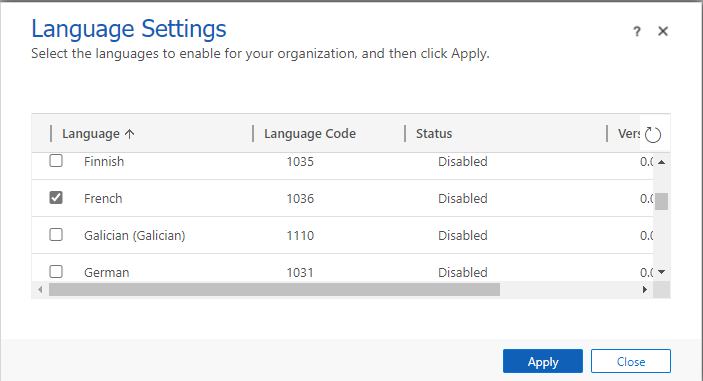 Language Settings
? ×
Select the languages to enable for your organization, and then click Apply.
Language ↑ Language Code Status
Finnish 1035 Disabled
French 1036 Disabled
Galician (Galician) 1110 Disabled
German 1031 Disabled
Apply Close